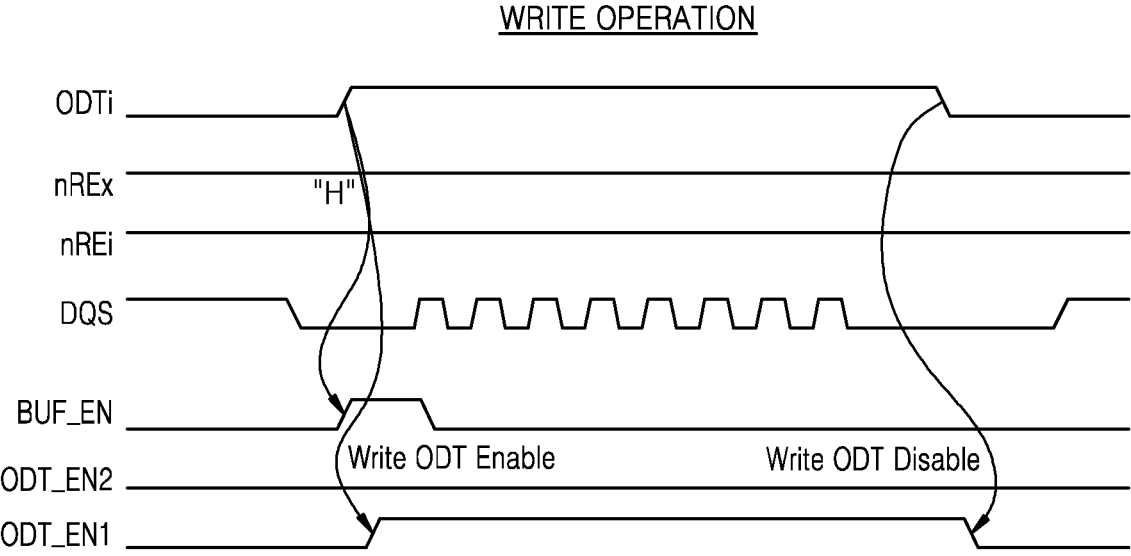 WRITE OPERATION
ODTi
nREx
"H"
nREi
DQS
BUF_EN
Write ODT Enable
Write ODT Disable
ODT_EN2
ODT_EN1